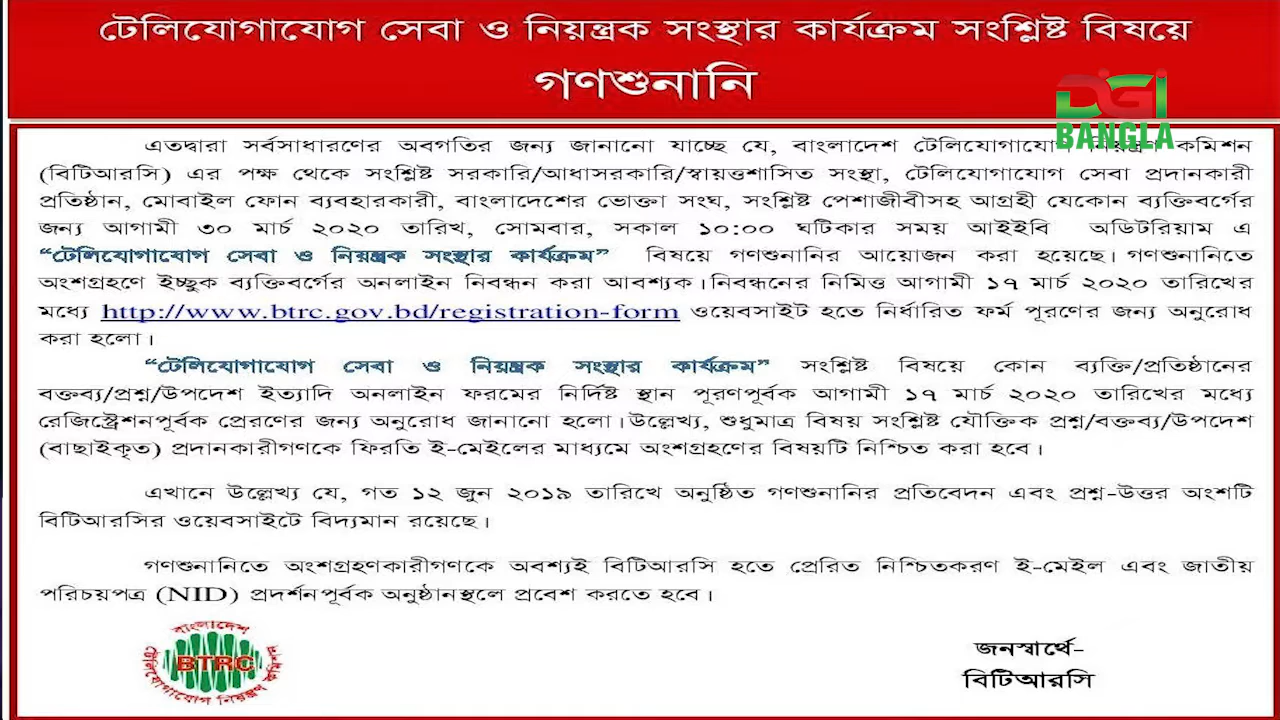 টেলিযোগাযোগ সেবা ও নিয়ন্ত্রক সংস্থার কার্যক্রম সংশ্লিষ্ট বিষয়ে
গণশুনানি
DIGI
BANGLA
এতদ্বারা সর্বসাধারণের অবগতির জন্য জানানো যাচ্ছে যে, বাংলাদেশ টেলিযোগাযোগ নিয়ন্ত্রণ কমিশন
(বিটিআরসি) এর পক্ষ থেকে সংশ্লিষ্ট সরকারি/আধাসরকারি/স্বায়ত্তশাসিত সংস্থা, টেলিযোগাযোগ সেবা প্রদানকারী
প্রতিষ্ঠান, মোবাইল ফোন ব্যবহারকারী, বাংলাদেশের ভোক্তা সংঘ, সংশ্লিষ্ট পেশাজীবীসহ আগ্রহী যেকোন ব্যক্তিবর্গের
জন্য আগামী ৩০ মার্চ ২০২০ তারিখ, সোমবার, সকাল ১০:০০ ঘটিকার সময় আইইবি অডিটরিয়াম এ
“টেলিযোগাযোগ সেবা ও নিয়ন্ত্রক সংস্থার কার্যক্রম” বিষয়ে গণশুনানির আয়োজন করা হয়েছে। গণশুনানিতে
অংশগ্রহণে ইচ্ছুক ব্যক্তিবর্গের অনলাইন নিবন্ধন করা আবশ্যক। নিবন্ধনের নিমিত্ত আগামী ১৭ মার্চ ২০২০ তারিখের
মধ্যে http://www.btrc.gov.bd/registration-form ওয়েবসাইট হতে নির্ধারিত ফর্ম পূরণের জন্য অনুরোধ
করা হলো।
“টেলিযোগাযোগ সেবা ও নিয়ন্ত্রক সংস্থার কার্যক্রম” সংশ্লিষ্ট বিষয়ে কোন ব্যক্তি/প্রতিষ্ঠানের
বক্তব্য/প্রশ্ন/উপদেশ ইত্যাদি অনলাইন ফরমের নির্দিষ্ট স্থান পূরণপূর্বক আগামী ১৭ মার্চ ২০২০ তারিখের মধ্যে
রেজিস্ট্রেশনপূর্বক প্রেরণের জন্য অনুরোধ জানানো হলো। উল্লেখ্য, শুধুমাত্র বিষয় সংশ্লিষ্ট যৌক্তিক প্রশ্ন/বক্তব্য/উপদেশ
(বাছাইকৃত) প্রদানকারীগণকে ফিরতি ই-মেইলের মাধ্যমে অংশগ্রহণের বিষয়টি নিশ্চিত করা হবে।
এখানে উল্লেখ্য যে, গত ১২ জুন ২০১৯ তারিখে অনুষ্ঠিত গণশুনানির প্রতিবেদন এবং প্রশ্ন-উত্তর অংশটি
বিটিআরসির ওয়েবসাইটে বিদ্যমান রয়েছে।
গণশুনানিতে অংশগ্রহণকারীগণকে অবশ্যই বিটিআরসি হতে প্রেরিত নিশ্চিতকরণ ই-মেইল এবং জাতীয়
পরিচয়পত্র (NID) প্রদর্শনপূর্বক অনুষ্ঠানস্থলে প্রবেশ করতে হবে।
বাংলাদেশ
BTRC
টেলিযোগাযোগ নিয়ন্ত্রণ কমিশন
জনস্বার্থে-
বিটিআরসি